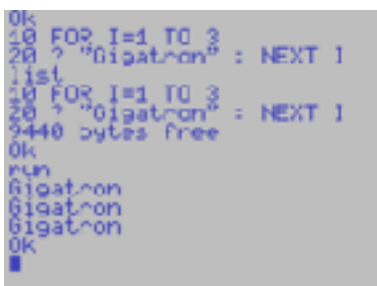 Ok
10 FOR I=1 TO 3
20 ? "Gigatron" : NEXT I
list
10 FOR I=1 TO 3
20 ? "Gigatron" : NEXT I
9440 bytes free
Ok
run
Gigatron
Gigatron
Gigatron
Ok